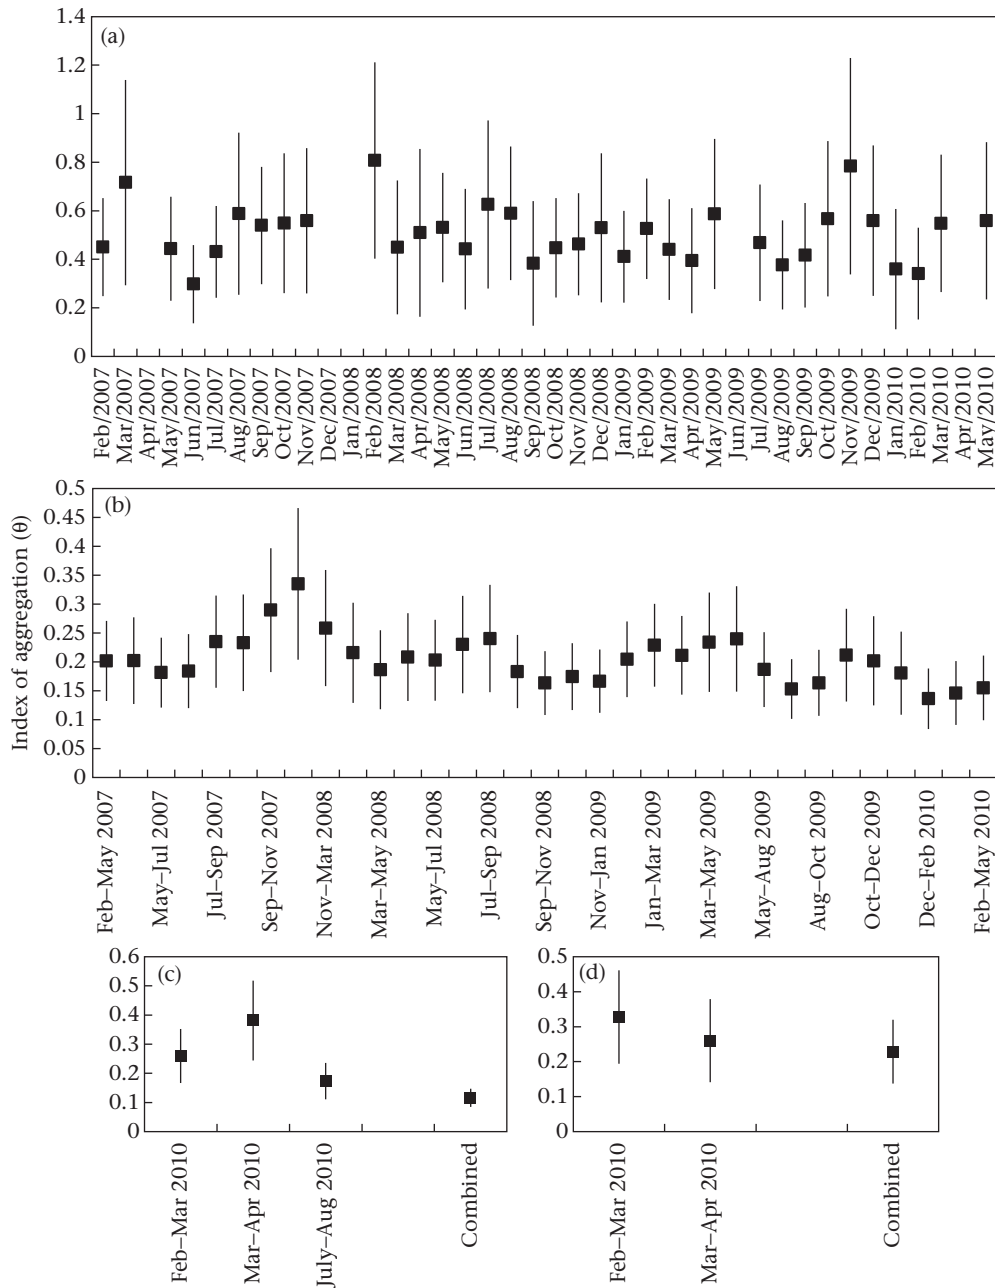 1.4
(a)
1.2
1
0.8
0.6
0.4
0.2
0
Feb/2007
Mar/2007
Apr/2007
May/2007
Jun/2007
Jul/2007
Aug/2007
Sep/2007
Oct/2007
Nov/2007
Dec/2007
Jan/2008
Feb/2008
Mar/2008
Apr/2008
May/2008
Jun/2008
Jul/2008
Aug/2008
Sep/2008
Oct/2008
Nov/2008
Dec/2008
Jan/2009
Feb/2009
Mar/2009
Apr/2009
May/2009
Jun/2009
Jul/2009
Aug/2009
Sep/2009
Oct/2009
Nov/2009
Dec/2009
Jan/2010
Feb/2010
Mar/2010
Apr/2010
May/2010
Index of aggregation (θ)
0.5
(b)
0.45
0.4
0.35
0.3
0.25
0.2
0.15
0.1
0.05
0
Feb–May 2007
May–Jul 2007
Jul–Sep 2007
Sep–Nov 2007
Nov–Mar 2008
Mar–May 2008
May–Jul 2008
Jul–Sep 2008
Sep–Nov 2008
Nov–Jan 2009
Jan–Mar 2009
Mar–May 2009
May–Aug 2009
Aug–Oct 2009
Oct–Dec 2009
Dec–Feb 2010
Feb–May 2010
0.6
(c)
0.5
0.4
0.3
0.2
0.1
0
Feb–Mar 2010
Mar–Apr 2010
July–Aug 2010
Combined
0.5
(d)
0.4
0.3
0.2
0.1
0
Feb–Mar 2010
Mar–Apr 2010
Combined